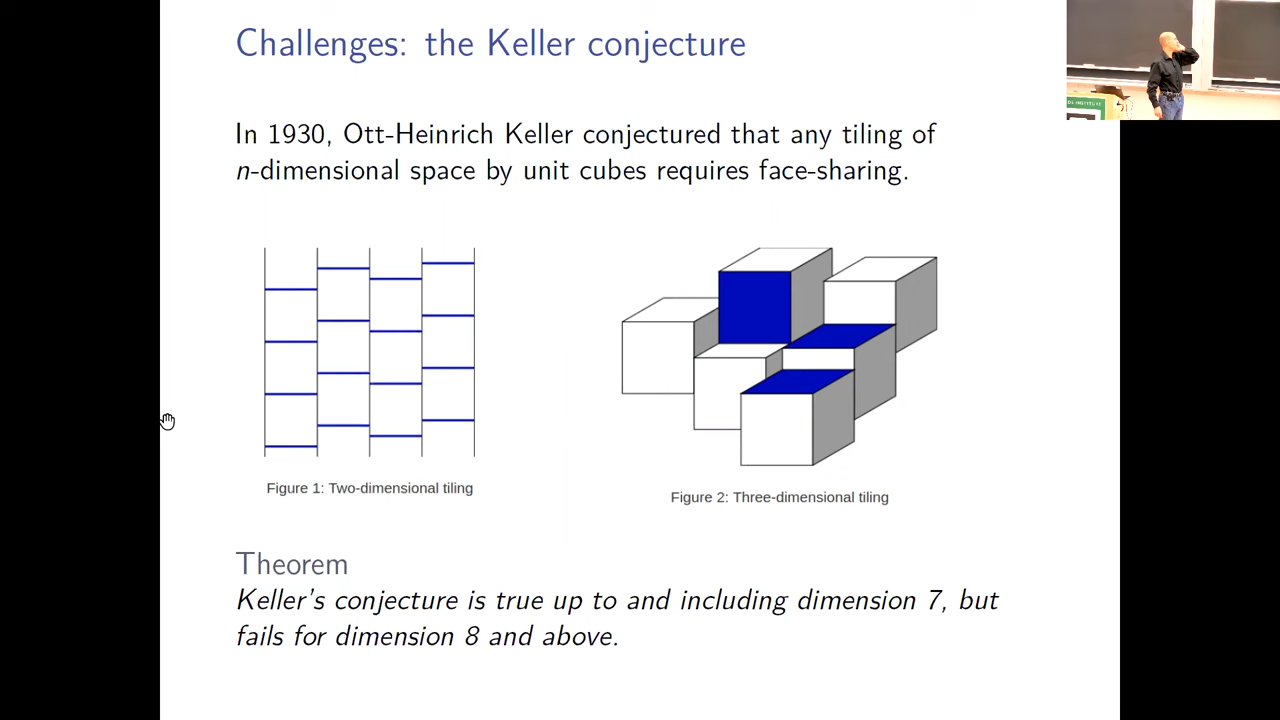 Challenges: the Keller conjecture
In 1930, Ott-Heinrich Keller conjectured that any tiling of
n-dimensional space by unit cubes requires face-sharing.
Figure 1: Two-dimensional tiling
Figure 2: Three-dimensional tiling
Theorem
Keller's conjecture is true up to and including dimension 7, but
fails for dimension 8 and above.
INSTITUTE